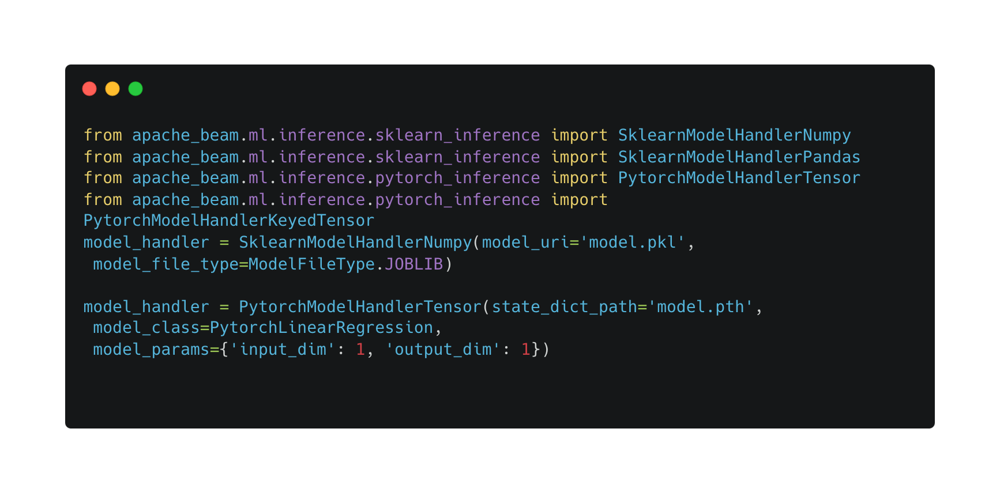 from apache_beam.ml.inference.sklearn_inference import SklearnModelHandlerNumpy
from apache_beam.ml.inference.sklearn_inference import SklearnModelHandlerPandas
from apache_beam.ml.inference.pytorch_inference import PytorchModelHandlerTensor
from apache_beam.ml.inference.pytorch_inference import
PytorchModelHandlerKeyedTensor
model_handler = SklearnModelHandlerNumpy(model_uri='model.pkl',
 model_file_type=ModelFileType.JOBLIB)

model_handler = PytorchModelHandlerTensor(state_dict_path='model.pth',
 model_class=PytorchLinearRegression,
 model_params={'input_dim': 1, 'output_dim': 1})